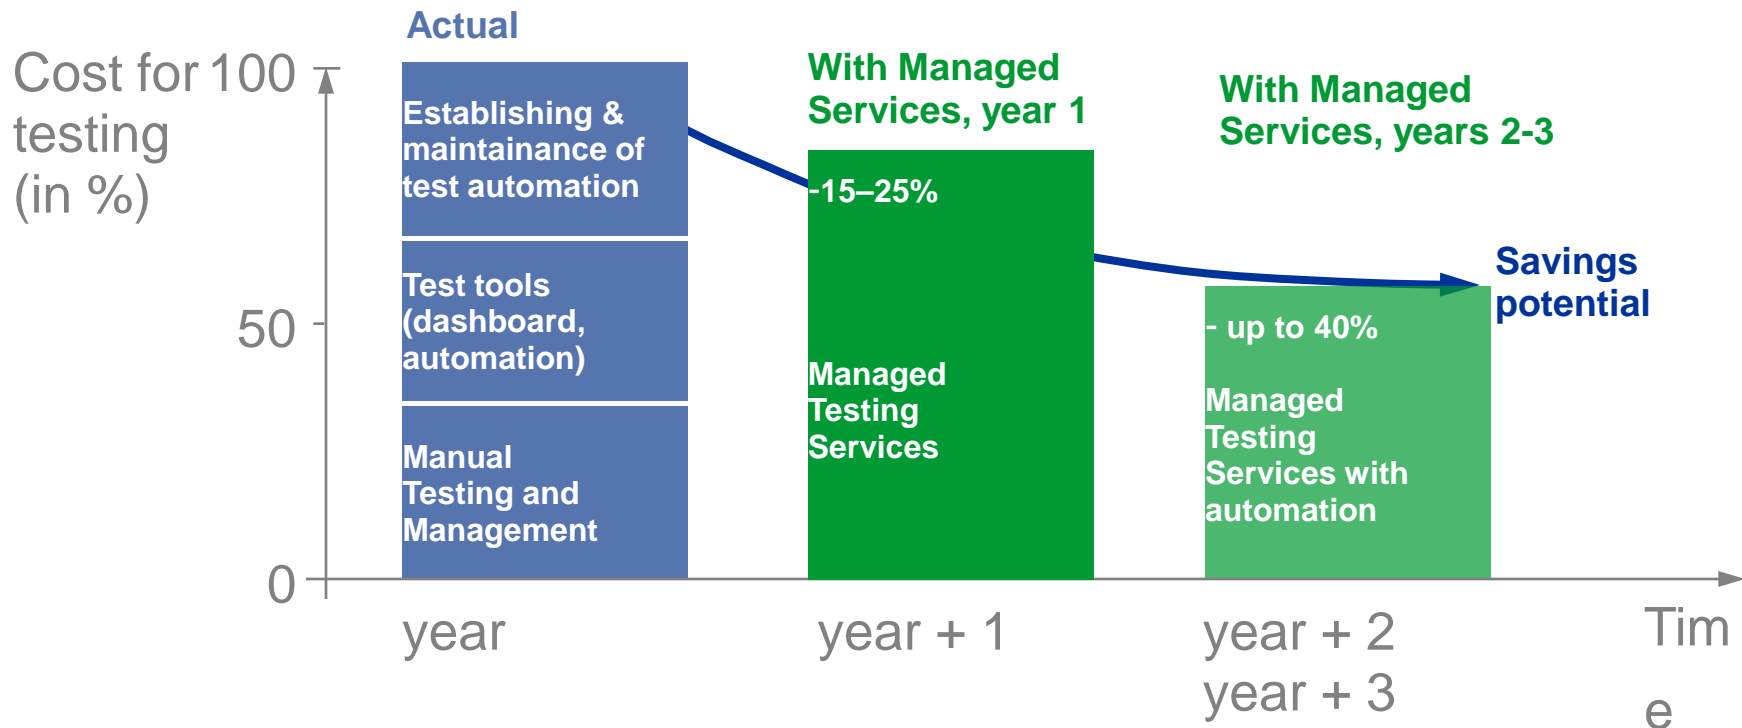 Actual
Cost for
testing
(in %)
100
50
0
Establishing &
maintainance of
test automation
Test tools
(dashboard,
automation)
Manual
Testing and
Management
With Managed
Services, year 1
-15–25%
Managed
Testing
Services
With Managed
Services, years 2-3
- up to 40%
Managed
Testing
Services with
automation
Savings
potential
year
year + 1
year + 2
year + 3
Tim
e